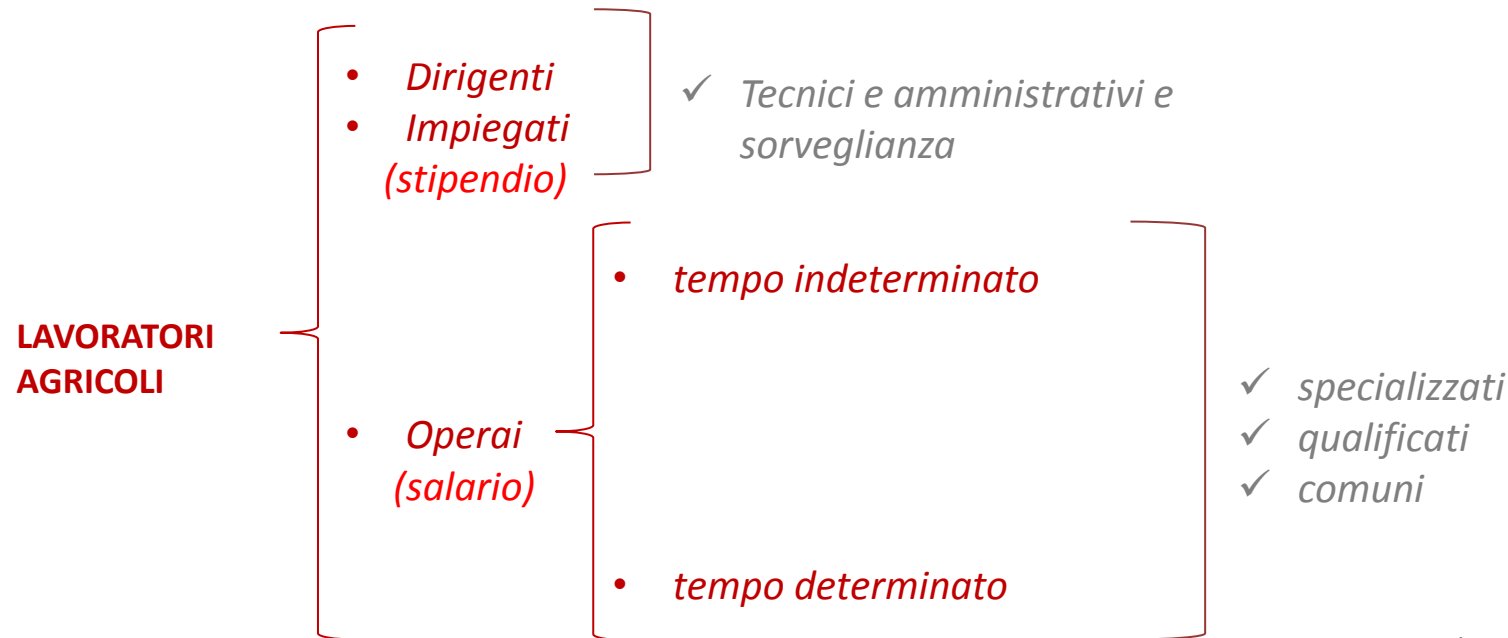 • Dirigenti
• Impiegati
(stipendio)
✓ Tecnici e amministrativi e
sorveglianza
LAVORATORI
AGRICOLI
• Operai
(salario)
• tempo indeterminato
• tempo determinato
✓ specializzati
✓ qualificati
✓ comuni